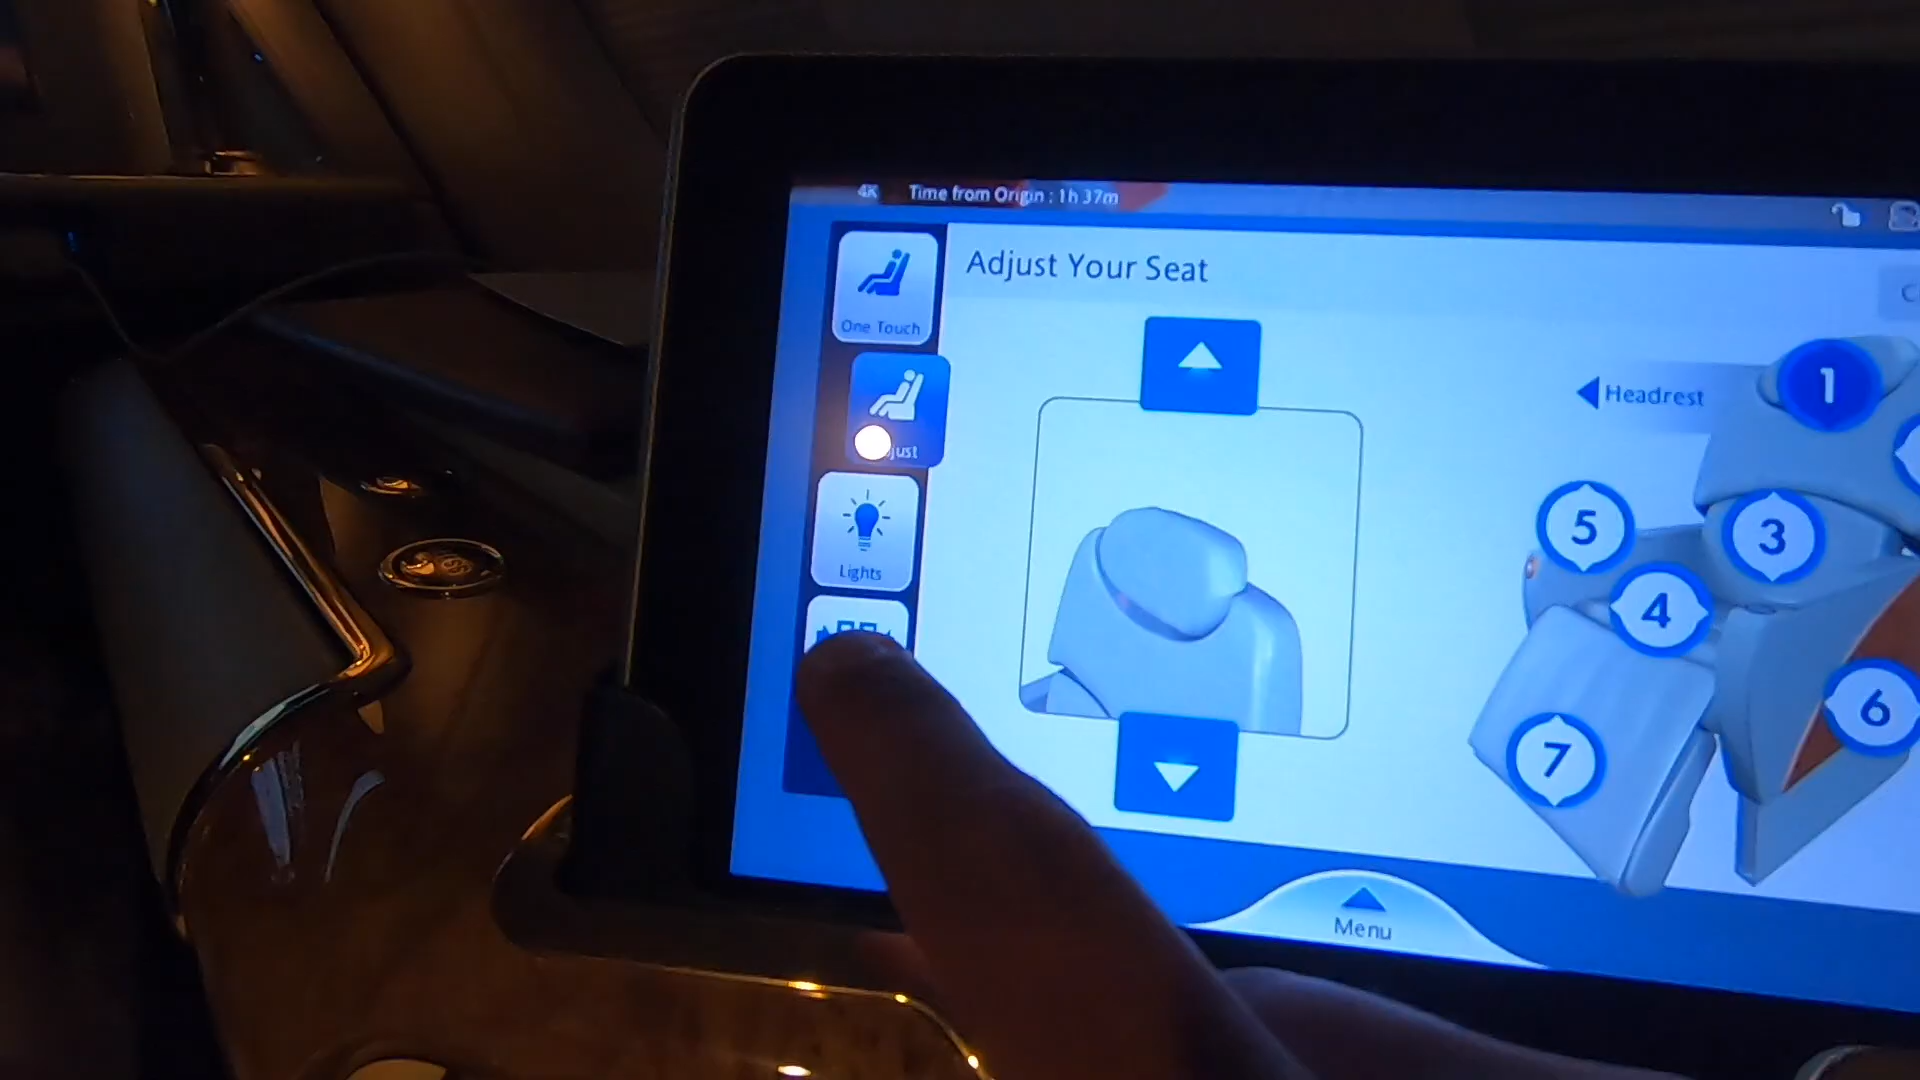 4K Time from Origin : 1h 37m
One Touch
Adjust Your Seat
Headrest
1
just
5
3
4
Lights
6
7
Menu